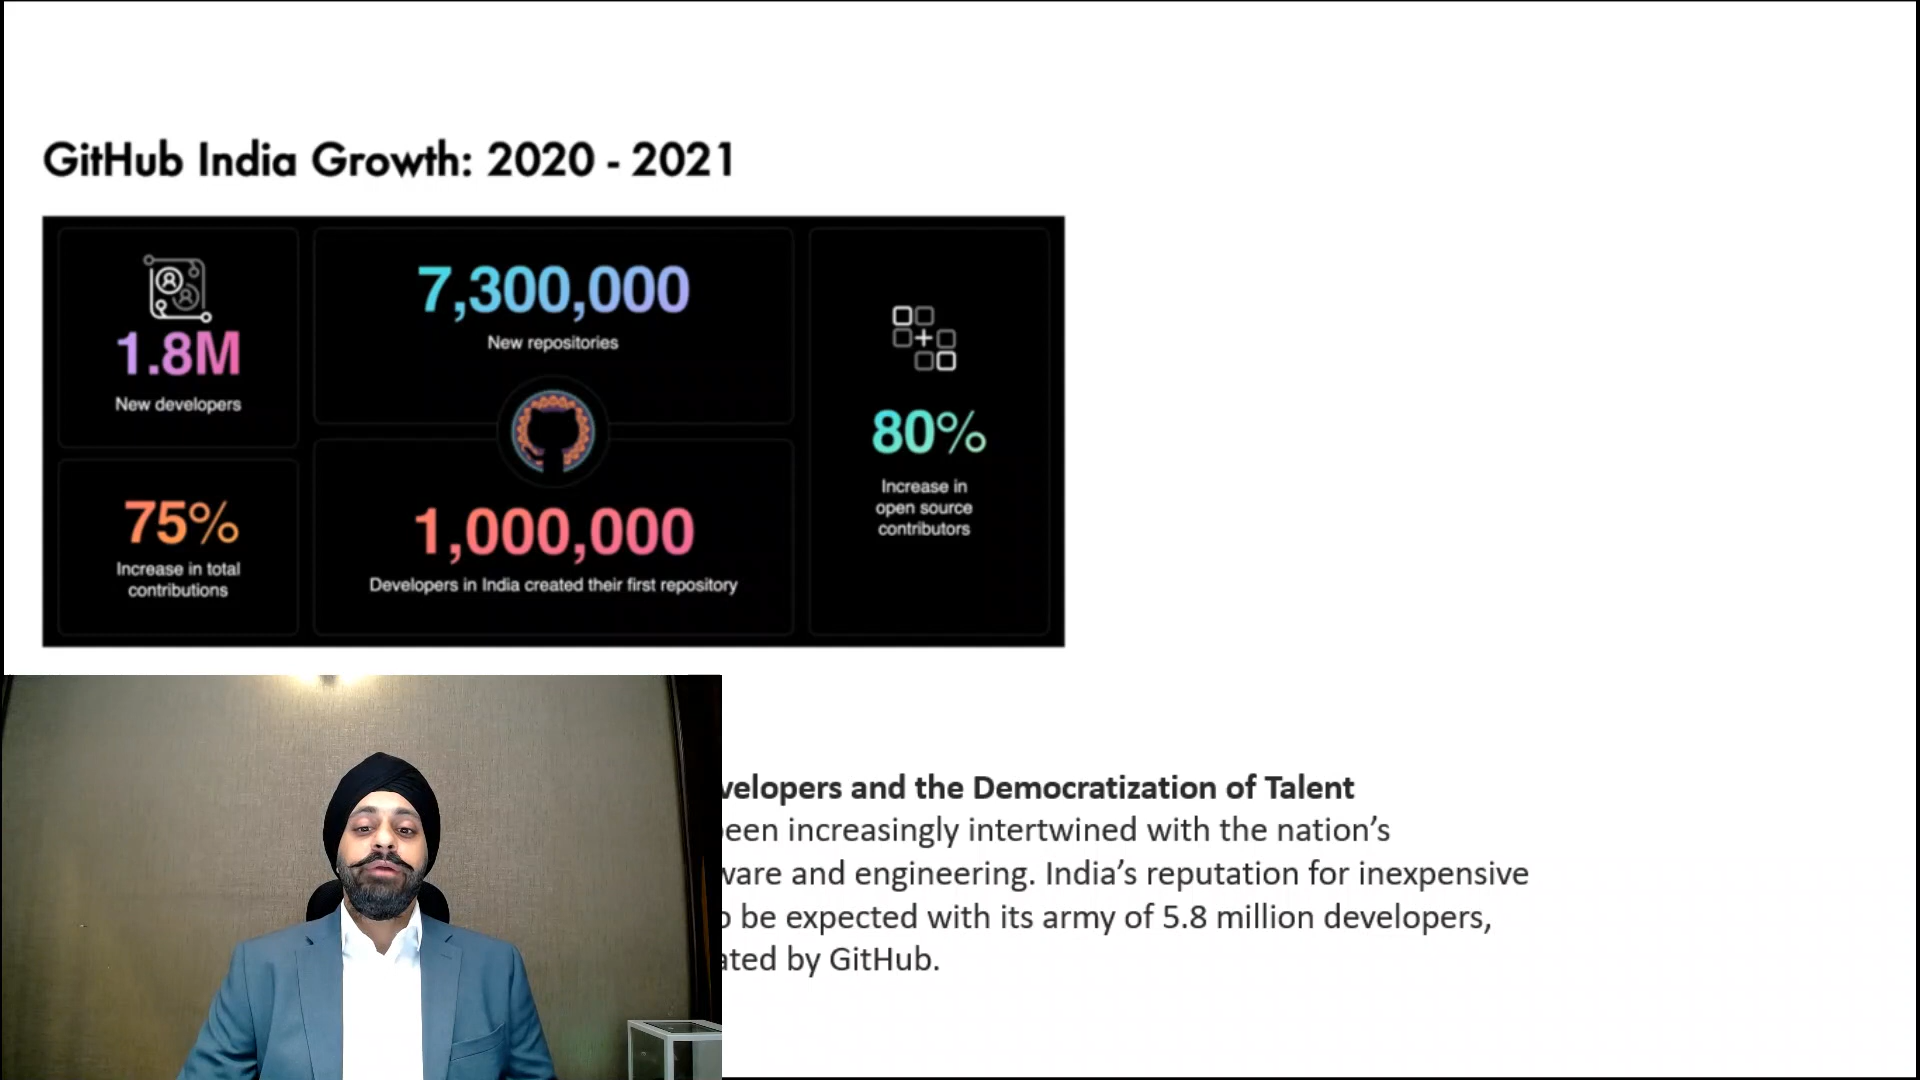 GitHub India Growth: 2020 - 2021
1.8M
New developers
7,300,000
New repositories
80%
Increase in
open source
contributors
75%
Increase in total
contributions
1,000,000
Developers in India created their first repository
velopers and the Democratization of Talent
een increasingly intertwined with the nation’s
ware and engineering. India’s reputation for inexpensive
be expected with its army of 5.8 million developers,
ated by GitHub.